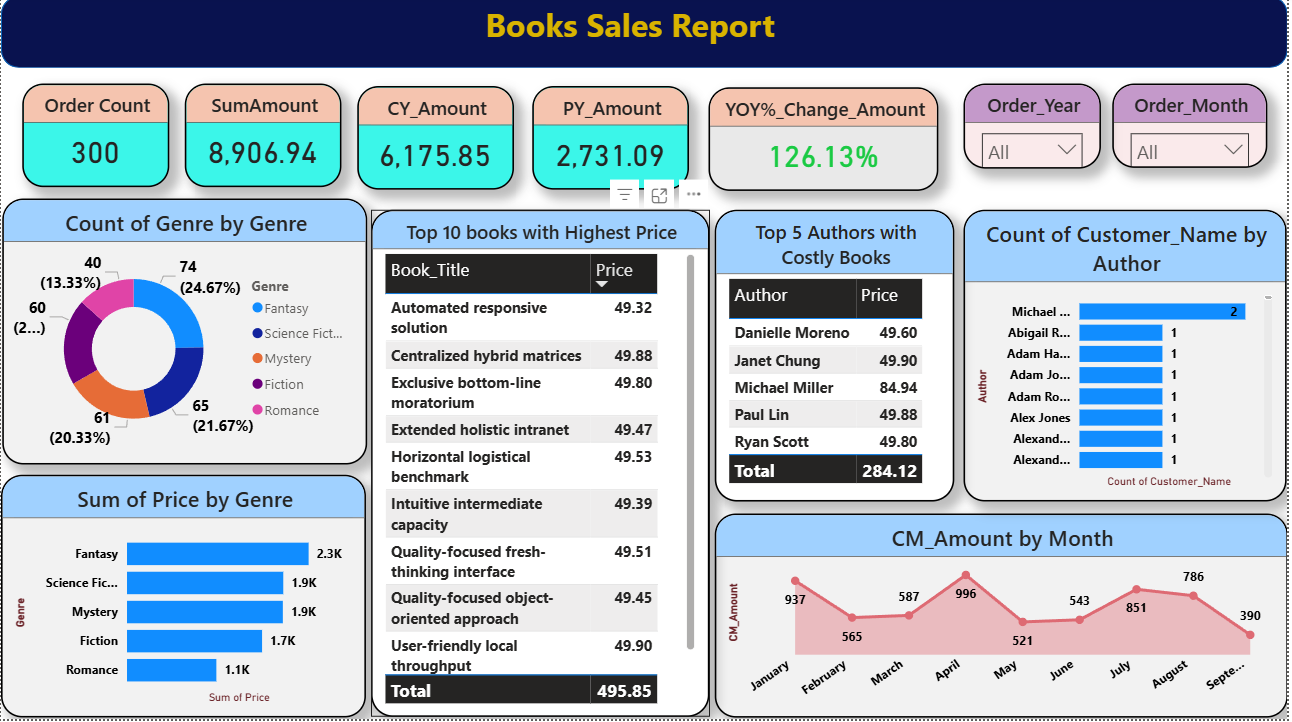 Books Sales Report
Order Count
300
SumAmount
8,906.94
CY_Amount
6,175.85
PY_Amount
2,731.09
YOY%_Change_Amount
126.13%
Order_Year
All
Order_Month
All
Count of Genre by Genre
40
(13.33%)
74
(24.67%)
60
(2...)
61
(20.33%)
65
(21.67%)
Genre
Fantasy
Science Fict...
Mystery
Fiction
Romance
Sum of Price by Genre
Genre
Fantasy 2.3K
Science Fic... 1.9K
Mystery 1.9K
Fiction 1.7K
Romance 1.1K
Sum of Price
Top 10 books with Highest Price
Book_Title Price
Automated responsive 49.32
solution
Centralized hybrid matrices 49.88
Exclusive bottom-line 49.80
moratorium
Extended holistic intranet 49.47
Horizontal logistical 49.53
benchmark
Intuitive intermediate 49.39
capacity
Quality-focused fresh- 49.51
thinking interface
Quality-focused object- 49.45
oriented approach
User-friendly local 49.90
throughput
Total 495.85
Top 5 Authors with
Costly Books
Author Price
Danielle Moreno 49.60
Janet Chung 49.90
Michael Miller 84.94
Paul Lin 49.88
Ryan Scott 49.80
Total 284.12
Count of Customer_Name by
Author
Author
Michael ... 2
Abigail R... 1
Adam Ha... 1
Adam Jo... 1
Adam Ro... 1
Alex Jones 1
Alexand... 1
Alexand... 1
Count of Customer_Name
CM_Amount by Month
CM_Amount
937
565
587
996
521
543
851
786
390
January
February
March
April
May
June
July
August
Septe...